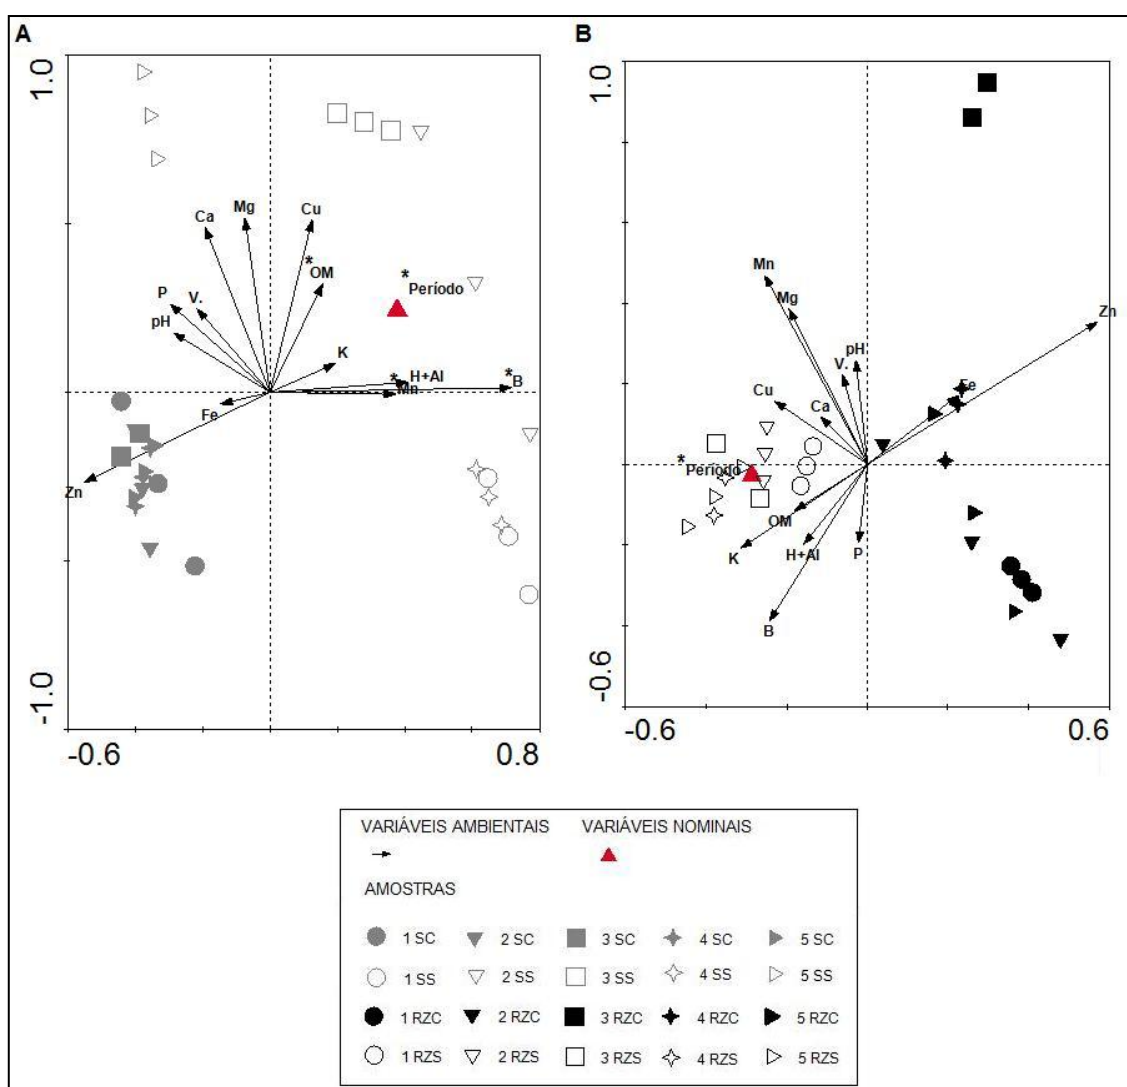 A
B
1.0
1.0
Ca
Mg
Cu
*
OM
*
Período
P
V.
pH
K
*
H+Al
*
B
Mn
Fe
Zn
Mn
Mg
Zn
pH
V.
Cu
Ca
Fe
*
Período
OM
K
H+Al
P
B
-1.0
-0.6
-0.6
0.8
-0.6
0.6
VARIÁVEIS AMBIENTAIS
VARIÁVEIS NOMINAIS
AMOSTRAS
1 SC 2 SC 3 SC 4 SC 5 SC
1 SS 2 SS 3 SS 4 SS 5 SS
1 RZC 2 RZC 3 RZC 4 RZC 5 RZC
1 RZS 2 RZS 3 RZS 4 RZS 5 RZS